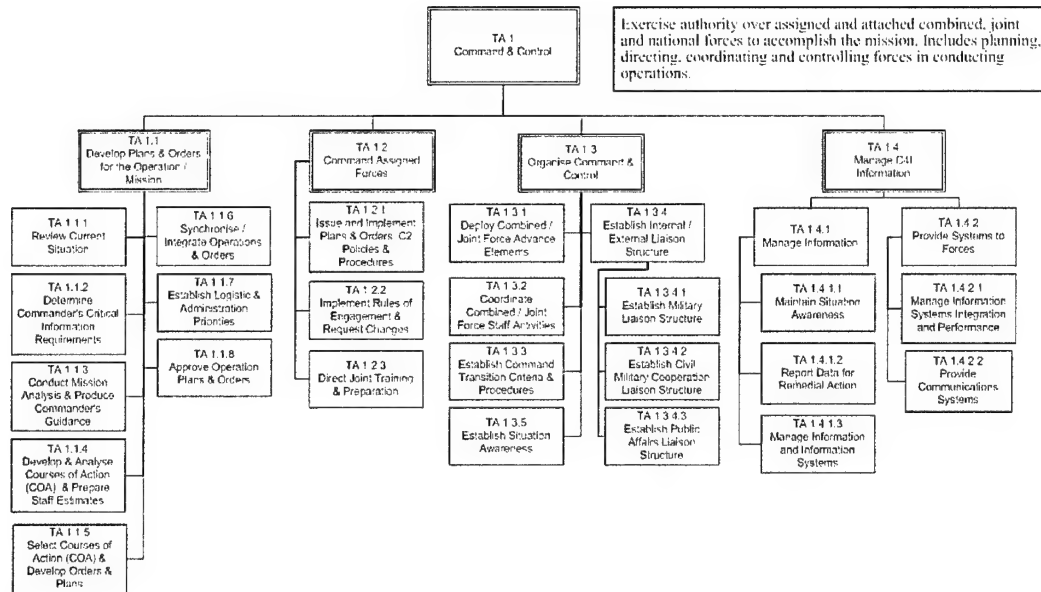 TA 1
Command & Control
Exercise authority over assigned and attached combined, joint
and national forces to accomplish the mission. Includes planning,
directing, coordinating and controlling forces in conducting
operations.
TA 1.1
Develop Plans & Orders
for the Operation /
Mission
TA 1.2
Command Assigned
Forces
TA 1.3
Organise Command &
Control
TA 1.4
Manage C4I
Information
TA 1.1.1
Review Current
Situation
TA 1.1.2
Determine
Commander's Critical
Information
Requirements
TA 1.1.3
Conduct Mission
Analysis & Produce
Commander's
Guidance
TA 1.1.4
Develop & Analyse
Courses of Action
(COA) & Prepare
Staff Estimates
TA 1.1.5
Select Courses of
Action (COA) &
Develop Orders &
Plans
TA 1.1.6
Synchronise /
Integrate Operations
& Orders
TA 1.1.7
Establish Logistic &
Administration
Priorities
TA 1.1.8
Approve Operation
Plans & Orders
TA 1.2.1
Issue and Implement
Plans & Orders, C2
Policies &
Procedures
TA 1.2.2
Implement Rules of
Engagement &
Request Changes
TA 1.2.3
Direct Joint Training
& Preparation
TA 1.3.1
Deploy Combined /
Joint Force Advance
Elements
TA 1.3.2
Coordinate
Combined / Joint
Force Staff Activities
TA 1.3.3
Establish Command
Transition Criteria &
Procedures
TA 1.3.5
Establish Situation
Awareness
TA 1.3.4
Establish Internal /
External Liaison
Structure
TA 1.3.4.1
Establish Military
Liaison Structure
TA 1.3.4.2
Establish Civil
Military Cooperation
Liaison Structure
TA 1.3.4.3
Establish Public
Affairs Liaison
Structure
TA 1.4.1
Manage Information
TA 1.4.1.1
Maintain Situation
Awareness
TA 1.4.1.2
Report Data for
Remedial Action
TA 1.4.1.3
Manage Information
and Information
Systems
TA 1.4.2
Provide Systems to
Forces
TA 1.4.2.1
Manage Information
Systems Integration
and Performance
TA 1.4.2.2
Provide
Communications
Systems